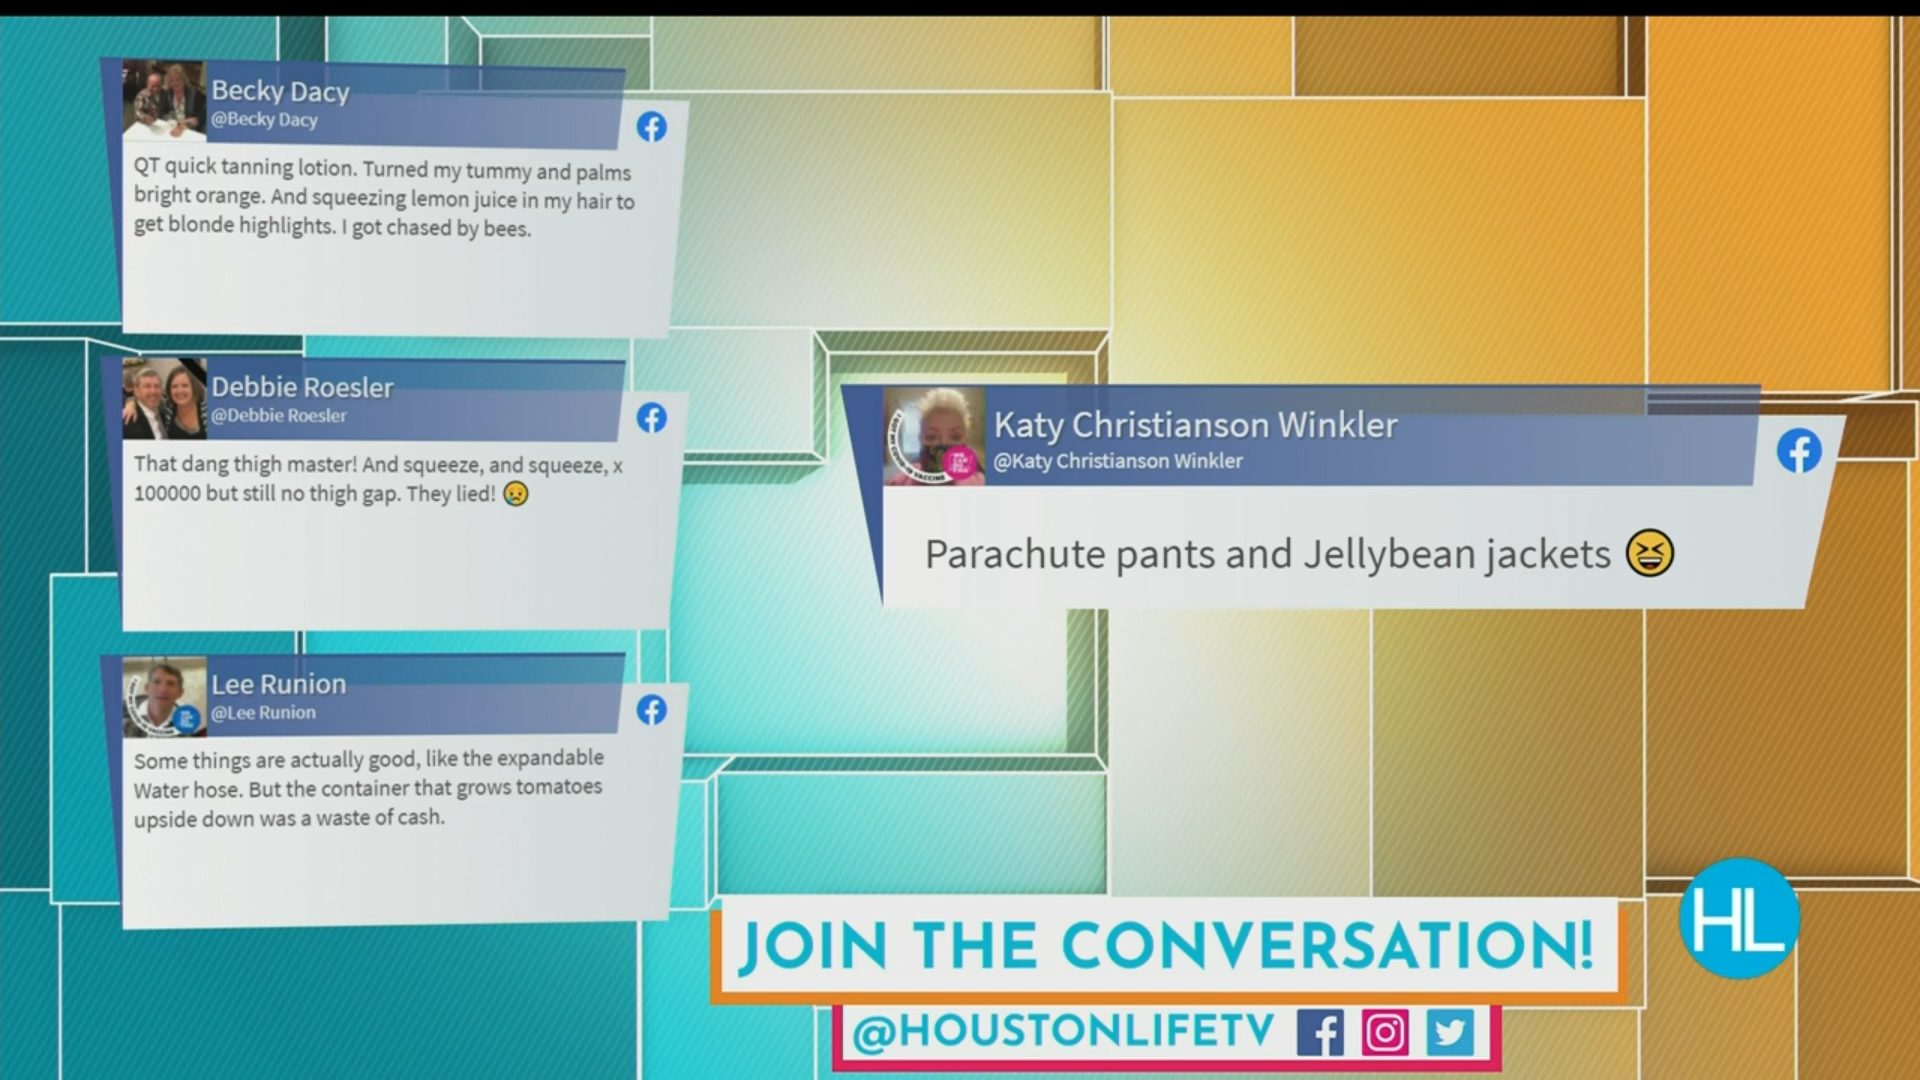 Becky Dacy
@Becky Dacy
QT quick tanning lotion. Turned my tummy and palms
bright orange. And squeezing lemon juice in my hair to
get blonde highlights. I got chased by bees.
Debbie Roesler
@Debbie Roesler
That dang thigh master! And squeeze, and squeeze, x
100000 but still no thigh gap. They lied! 😢
Lee Runion
@Lee Runion
Some things are actually good, like the expandable
Water hose. But the container that grows tomatoes
upside down was a waste of cash.
Katy Christianson Winkler
@Katy Christianson Winkler
Parachute pants and Jellybean jackets 😆
JOIN THE CONVERSATION!
@HOUSTONLIFETV
HL